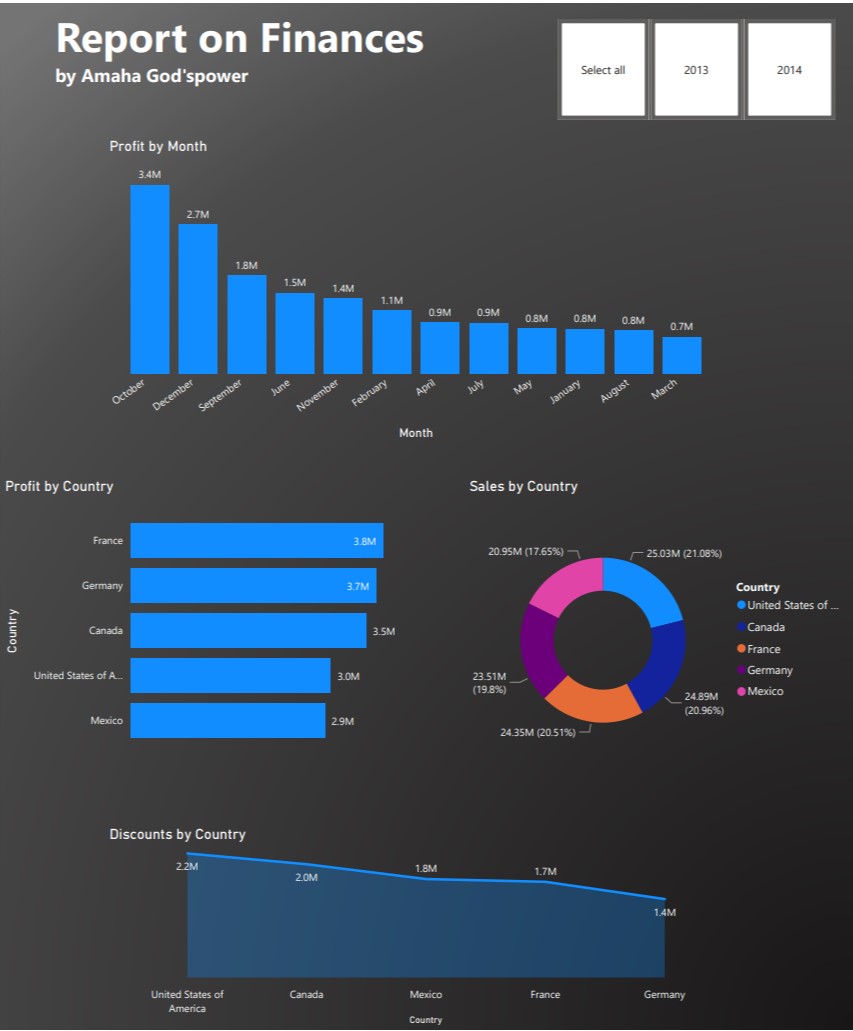 Report on Finances
by Amaha God'spower
Select all
2013
2014
Profit by Month
3.4M
2.7M
1.8M
1.5M
1.4M
1.1M
0.9M
0.9M
0.8M
0.8M
0.8M
0.7M
October
December
September
June
November
February
April
July
May
January
August
March
Month
Profit by Country
Country
France
3.8M
Germany
3.7M
Canada
3.5M
United States of A...
3.0M
Mexico
2.9M
Sales by Country
20.95M (17.65%)
25.03M (21.08%)
23.51M
(19.8%)
24.89M
(20.96%)
24.35M (20.51%)
Country
United States of ...
Canada
France
Germany
Mexico
Discounts by Country
2.2M
2.0M
1.8M
1.7M
1.4M
United States of
America
Canada
Mexico
France
Germany
Country